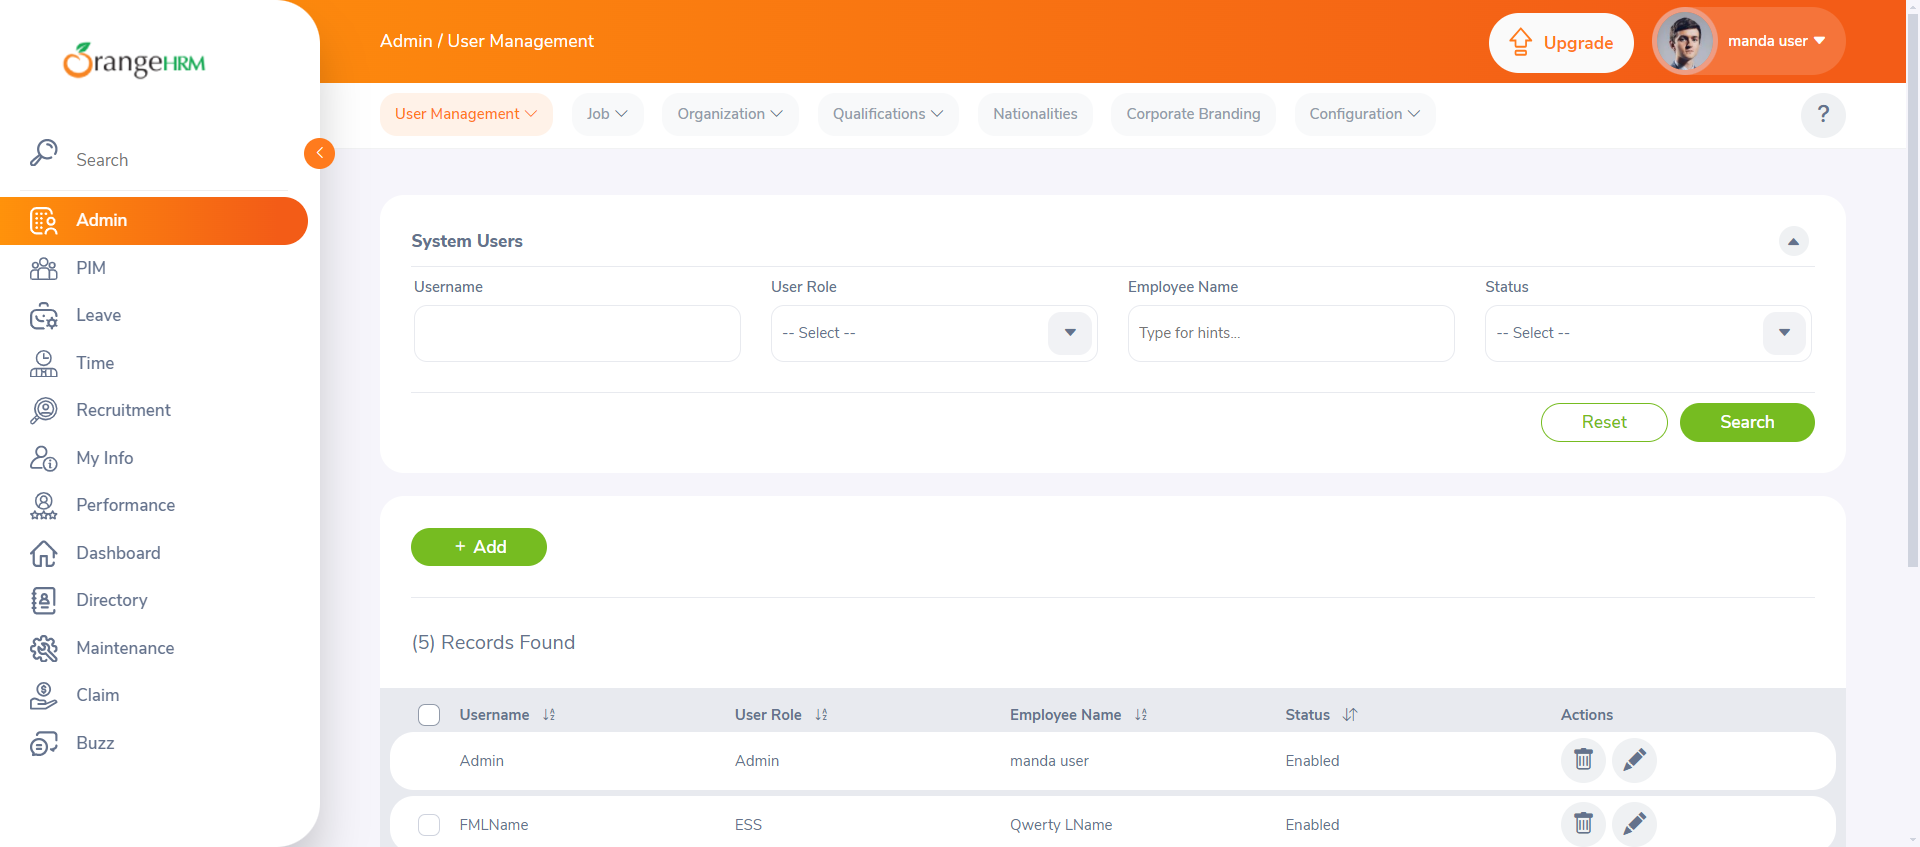 OrangeHRM
Admin / User Management
Upgrade
manda user
User Management
Job
Organization
Qualifications
Nationalities
Corporate Branding
Configuration
?
Search
Admin
PIM
Leave
Time
Recruitment
My Info
Performance
Dashboard
Directory
Maintenance
Claim
Buzz
System Users
Username
User Role
Employee Name
Status
-- Select --
Type for hints...
-- Select --
Reset
Search
+ Add
(5) Records Found
Username
User Role
Employee Name
Status
Actions
Admin
Admin
manda user
Enabled
FMLName
ESS
Qwerty LName
Enabled